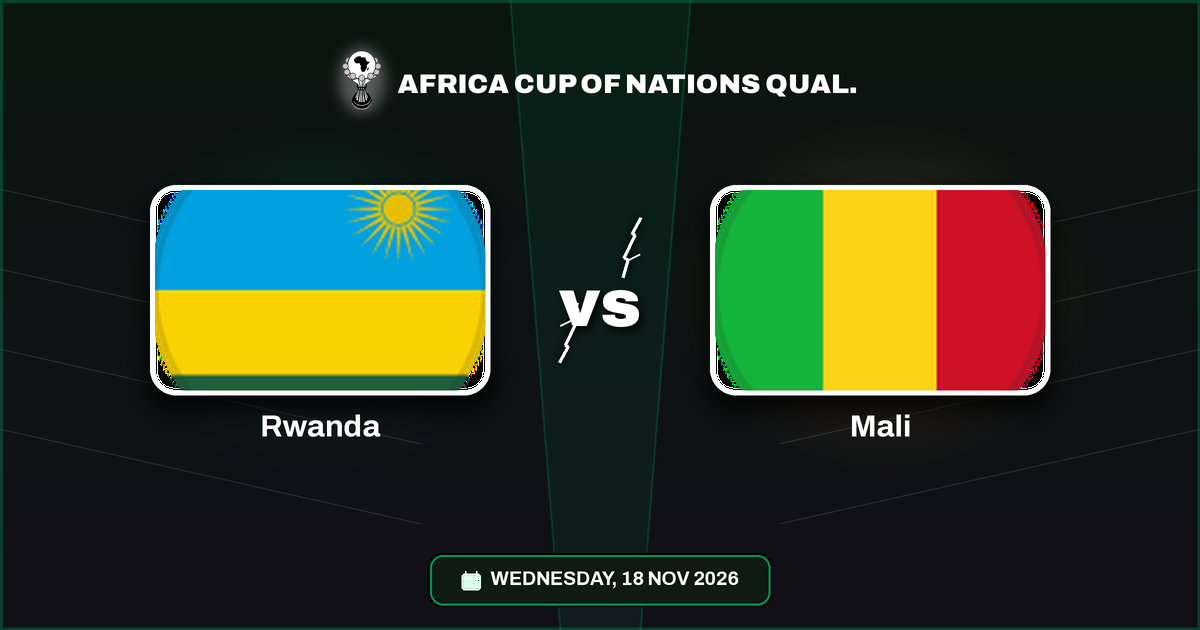 AFRICA CUP OF NATIONS QUAL.
VS
Rwanda
Mali
WEDNESDAY, 18 NOV 2026